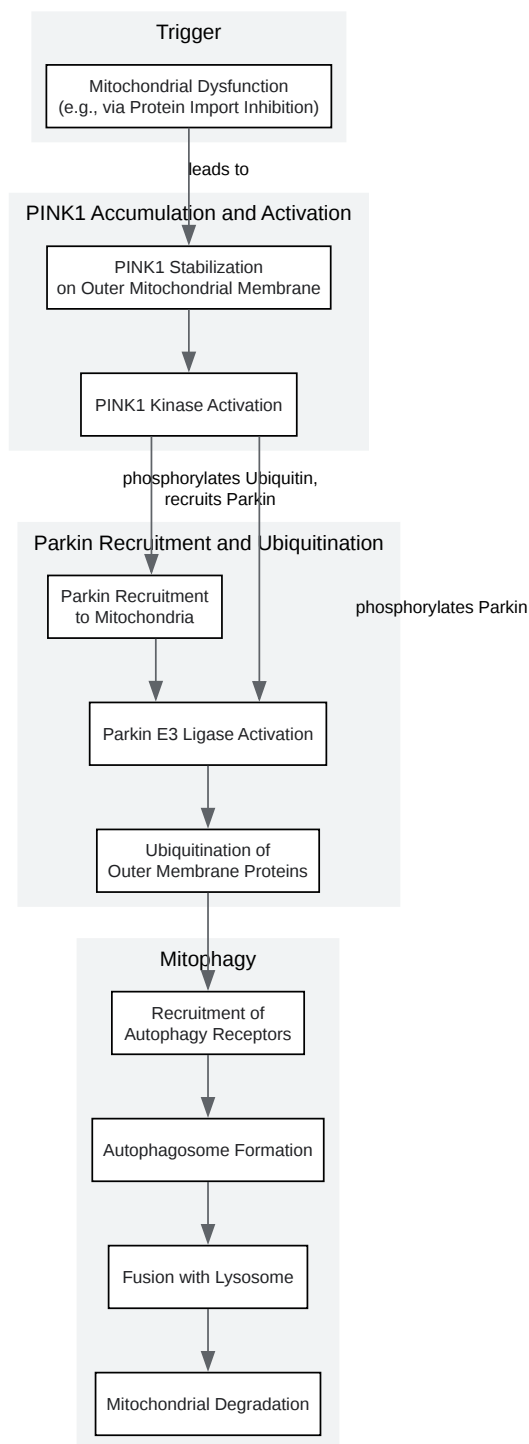 Trigger
Mitochondrial Dysfunction
(e.g., via Protein Import Inhibition)
leads to
PINK1 Accumulation and Activation
PINK1 Stabilization
on Outer Mitochondrial Membrane
PINK1 Kinase Activation
phosphorylates Ubiquitin,
recruits Parkin
Parkin Recruitment and Ubiquitination
Parkin Recruitment
to Mitochondria
phosphorylates Parkin
Parkin E3 Ligase Activation
Ubiquitination of
Outer Membrane Proteins
Mitophagy
Recruitment of
Autophagy Receptors
Autophagosome Formation
Fusion with Lysosome
Mitochondrial Degradation